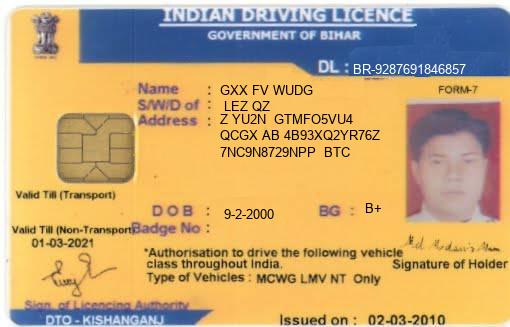 INDIAN DRIVING LICENCE
GOVERNMENT OF BIHAR
DL : BR-9287691846857
FORM-7
Name : GXX FV WUDG
S/W/D of : LEZ QZ
Address : Z YU2N GTMFO5VU4
QCGX AB 4B93XQ2YR76Z
7NC9N8729NPP BTC
Valid Till (Transport)
DOB : 9-2-2000 BG : B+
Valid Till (Non-Transport)
01-03-2021
Badge No :
*Authorisation to drive the following vehicle
class throughout India.
Type of Vehicles : MCWG LMV NT Only
Signature of Holder
Sign. of Licencing Authority
DTO - KISHANGANJ
Issued on : 02-03-2010